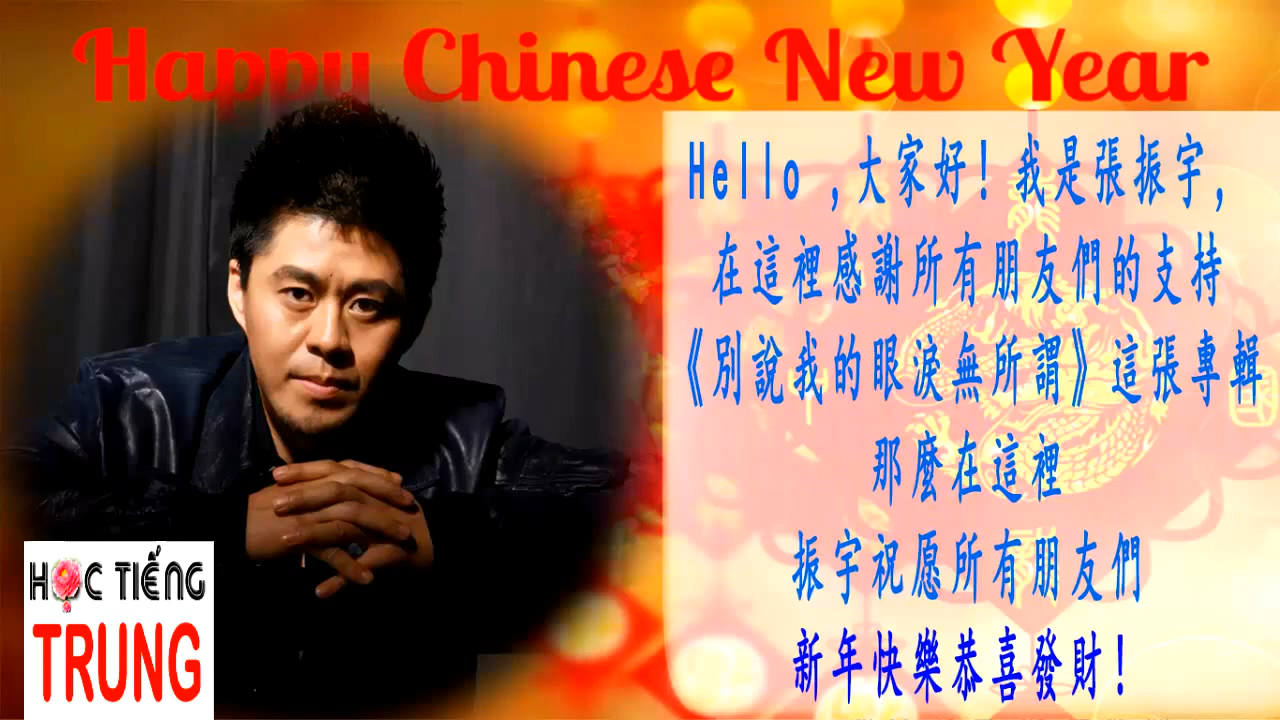 Happy Chinese New Year
Hello ,大家好! 我是張振宇,
在這裡感謝所有朋友們的支持
《別說我的眼淚無所謂》這張專輯
那麼在這裡
振宇祝愿所有朋友們
新年快樂恭喜發財!
HỌC TIẾNG
TRUNG